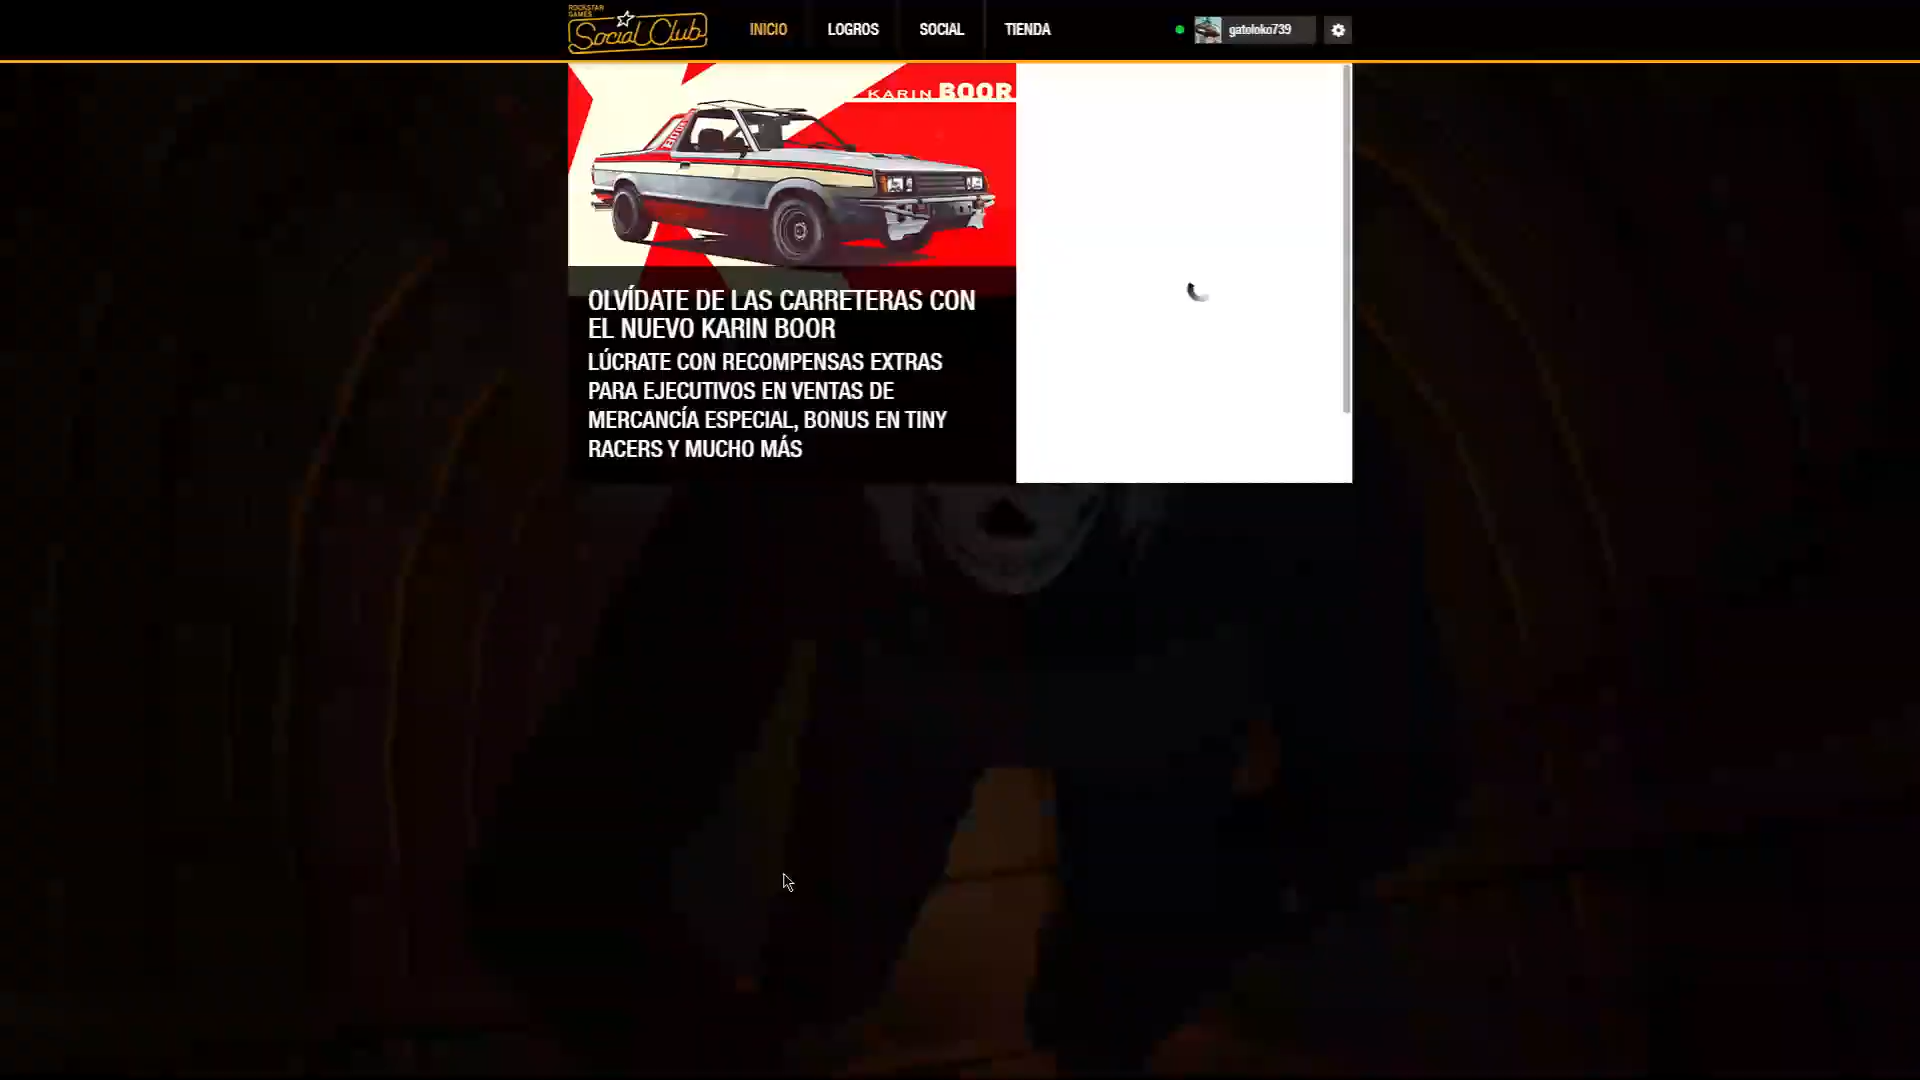 ROCKSTAR
GAMES
Social Club
INICIO
LOGROS
SOCIAL
TIENDA
gatoloko739
KARIN BOOR
BOOR
OLVÍDATE DE LAS CARRETERAS CON
EL NUEVO KARIN BOOR
LÚCRATE CON RECOMPENSAS EXTRAS
PARA EJECUTIVOS EN VENTAS DE
MERCANCÍA ESPECIAL, BONUS EN TINY
RACERS Y MUCHO MÁS